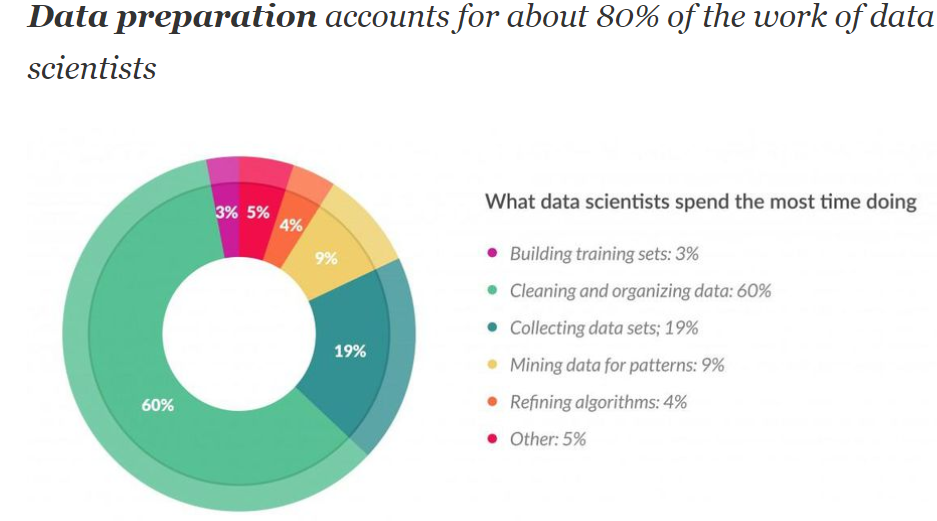 Data preparation accounts for about 80% of the work of data
scientists
3%
5%
4%
9%
19%
60%
What data scientists spend the most time doing
Building training sets: 3%
Cleaning and organizing data: 60%
Collecting data sets; 19%
Mining data for patterns: 9%
Refining algorithms: 4%
Other: 5%